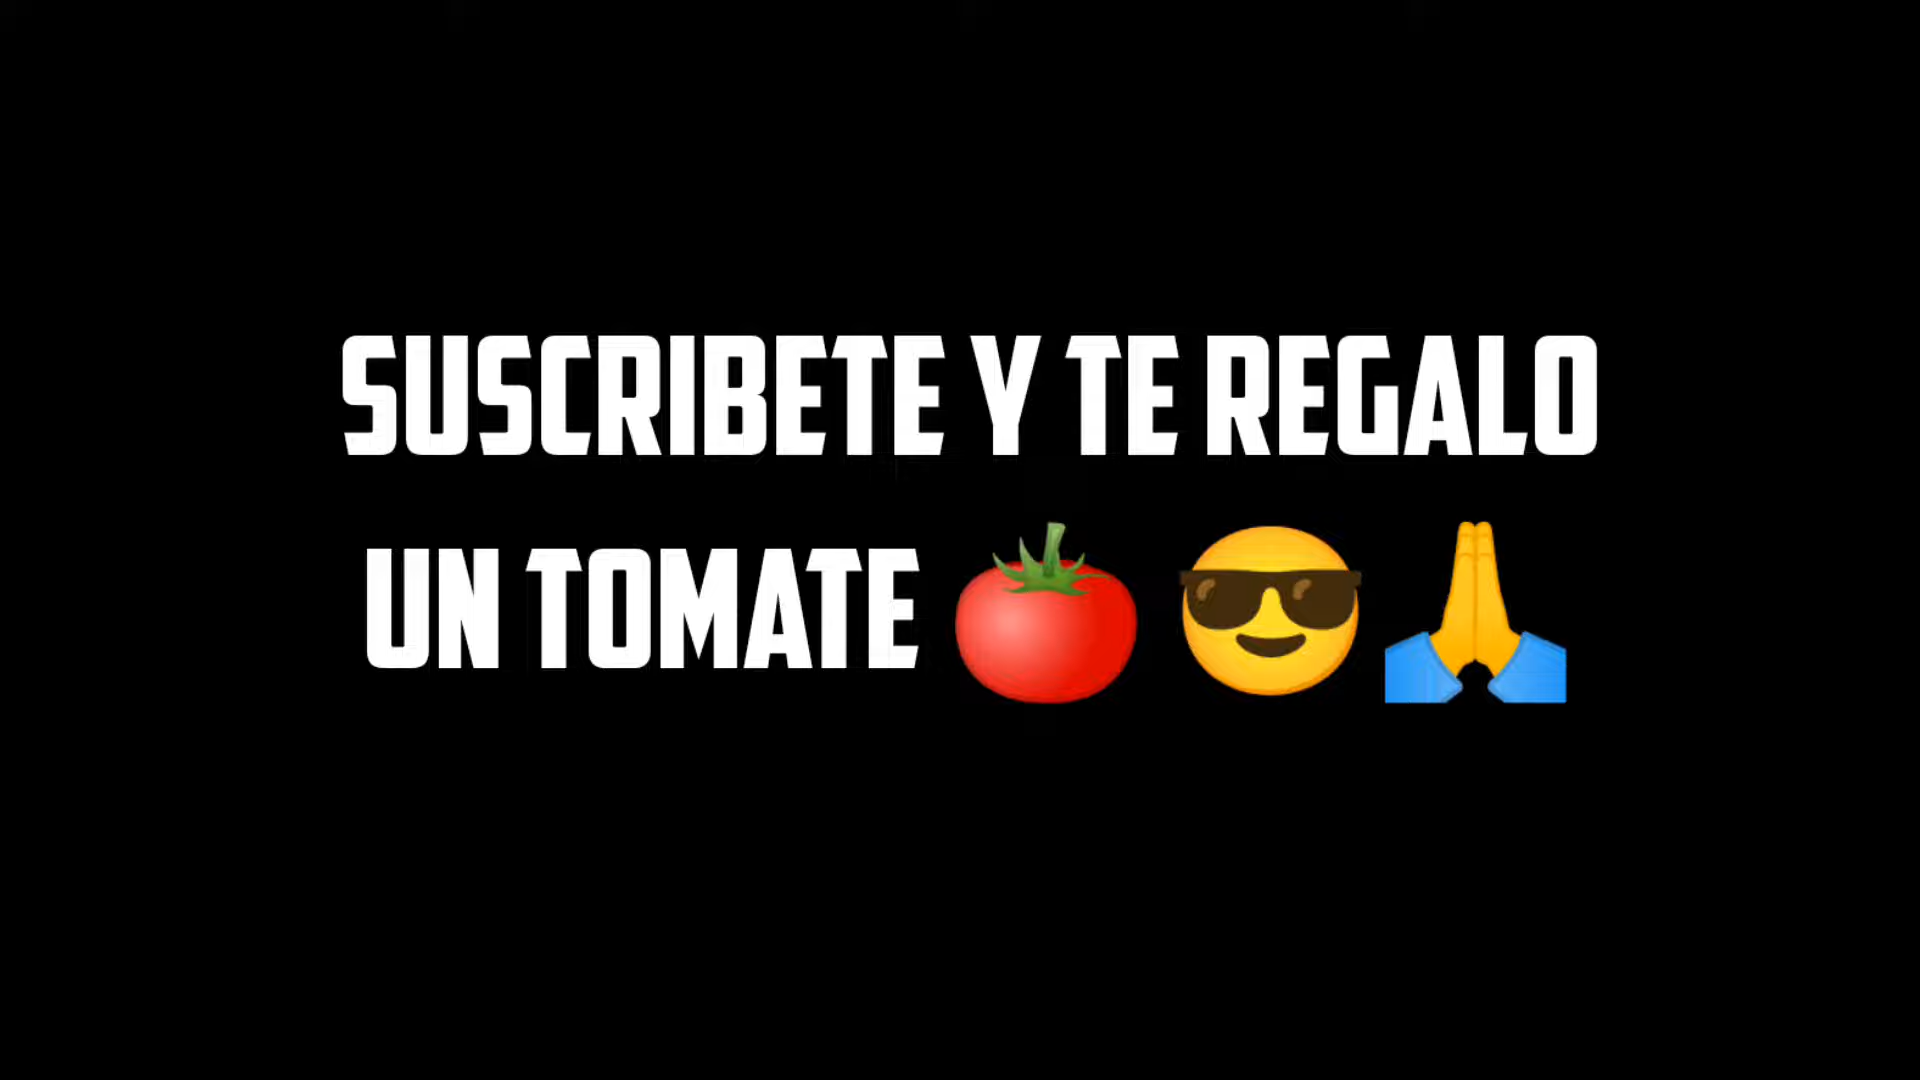 SUSCRIBETE Y TE REGALO
UN TOMATE 🍅 😎 🙏